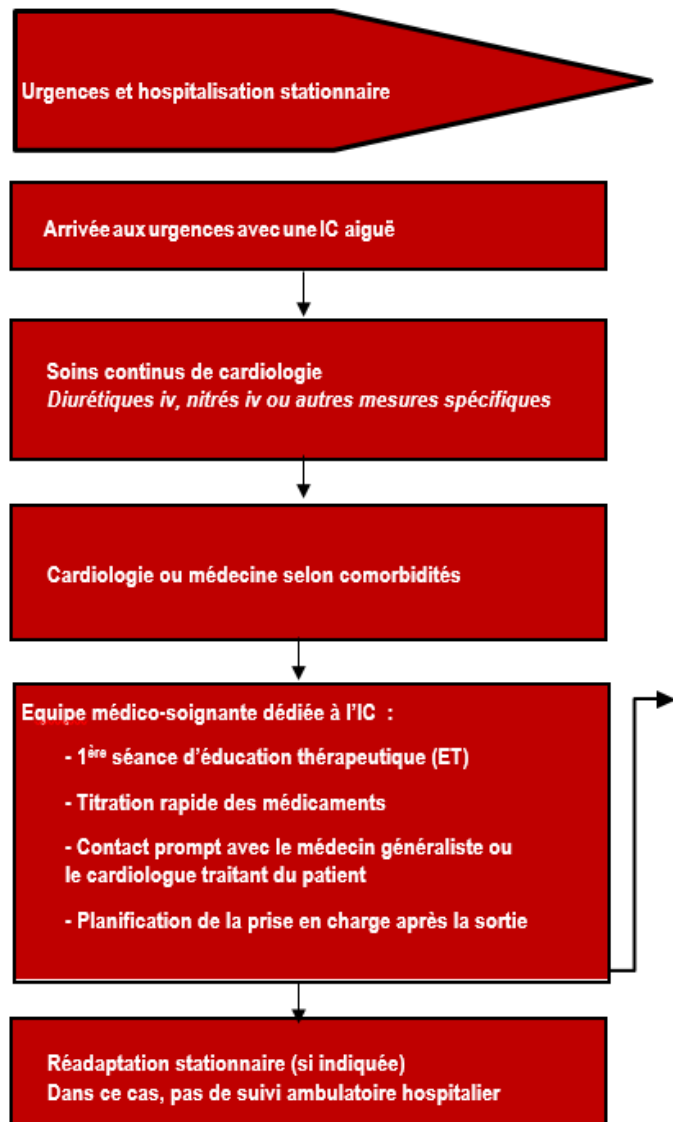 Urgences et hospitalisation stationnaire
Arrivée aux urgences avec une IC aiguë
Soins continus de cardiologie
Diurétiques iv, nitrés iv ou autres mesures spécifiques
Cardiologie ou médecine selon comorbidités
Equipe médico-soignante dédiée à l'IC :
- 1ère séance d'éducation thérapeutique (ET)
- Titration rapide des médicaments
- Contact prompt avec le médecin généraliste ou
le cardiologue traitant du patient
- Planification de la prise en charge après la sortie
Réadaptation stationnaire (si indiquée)
Dans ce cas, pas de suivi ambulatoire hospitalier